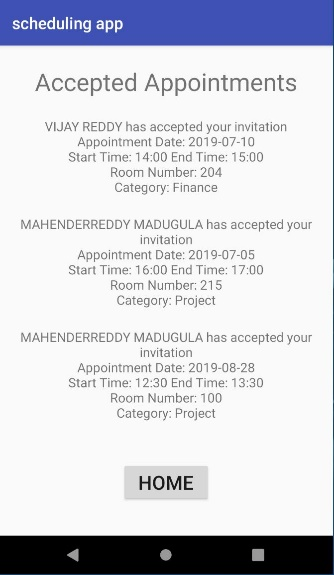 scheduling app
Accepted Appointments
VIJAY REDDY has accepted your invitation
Appointment Date: 2019-07-10
Start Time: 14:00 End Time: 15:00
Room Number: 204
Category: Finance
MAHENDERREDDY MADUGULA has accepted your
invitation
Appointment Date: 2019-07-05
Start Time: 16:00 End Time: 17:00
Room Number: 215
Category: Project
MAHENDERREDDY MADUGULA has accepted your
invitation
Appointment Date: 2019-08-28
Start Time: 12:30 End Time: 13:30
Room Number: 100
Category: Project
HOME